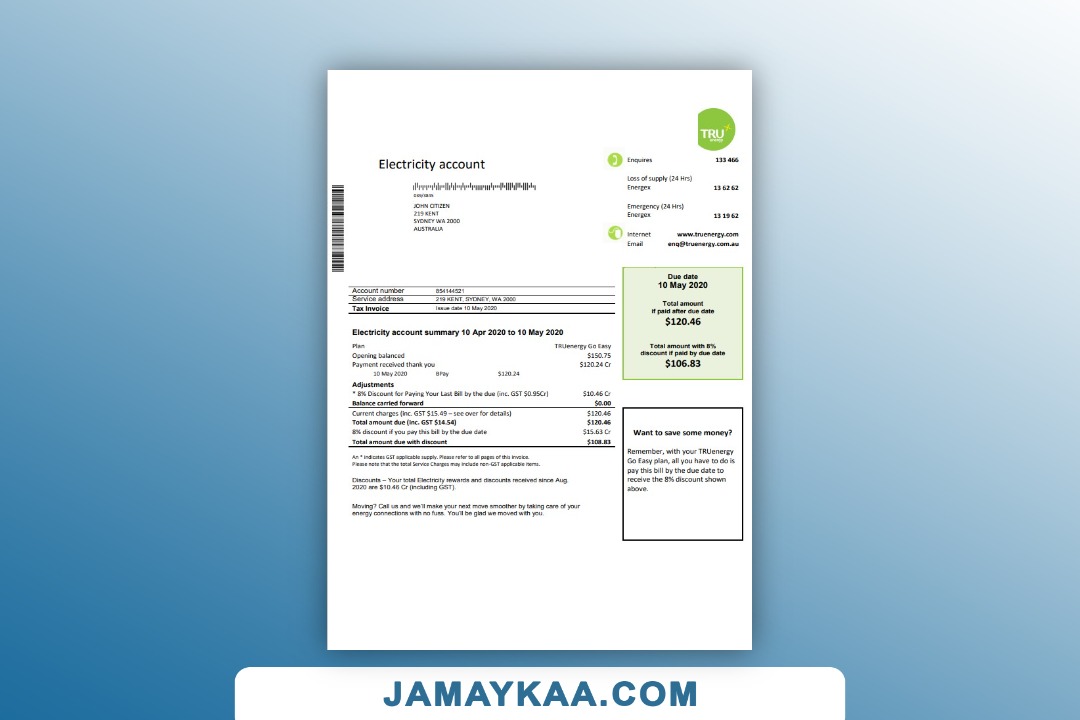 TRU
energy
Electricity account
Enquires 133 466
Loss of supply (24 Hrs)
Energex 13 62 62
Emergency (24 Hrs)
Energex 13 19 62
Internet www.truenergy.com
Email enq@truenergy.com.au
JOHN CITIZEN
219 KENT
SYDNEY WA 2000
AUSTRALIA
Due date
10 May 2020
Total amount
if paid after due date
$120.46
Total amount with 8%
discount if paid by due date
$106.83
Account number 854144521
Service address 219 KENT, SYDNEY, WA 2000
Tax Invoice Issue date 10 May 2020
Electricity account summary 10 Apr 2020 to 10 May 2020
Plan TRUenergy Go Easy
Opening balanced $150.75
Payment received thank you $120.24 Cr
10 May 2020 BPay $120.24
Adjustments
* 8% Discount for Paying Your Last Bill by the due (inc. GST $0.95Cr) $10.46 Cr
Balance carried forward $0.00
Current charges (inc. GST $15.49 – see over for details) $120.46
Total amount due (inc. GST $14.54) $120.46
8% discount if you pay this bill by the due date $15.63 Cr
Total amount due with discount $108.83
An * indicates GST applicable supply. Please refer to all pages of this invoice.
Please note that the total Service Charges may include non-GST applicable items.
Discounts – Your total Electricity rewards and discounts received since Aug,
2020 are $10.46 Cr (including GST).
Moving? Call us and we'll make your next move smoother by taking care of your
energy connections with no fuss. You'll be glad we moved with you.
Want to save some money?
Remember, with your TRUenergy
Go Easy plan, all you have to do is
pay this bill by the due date to
receive the 8% discount shown
above.
JAMAYKAA.COM